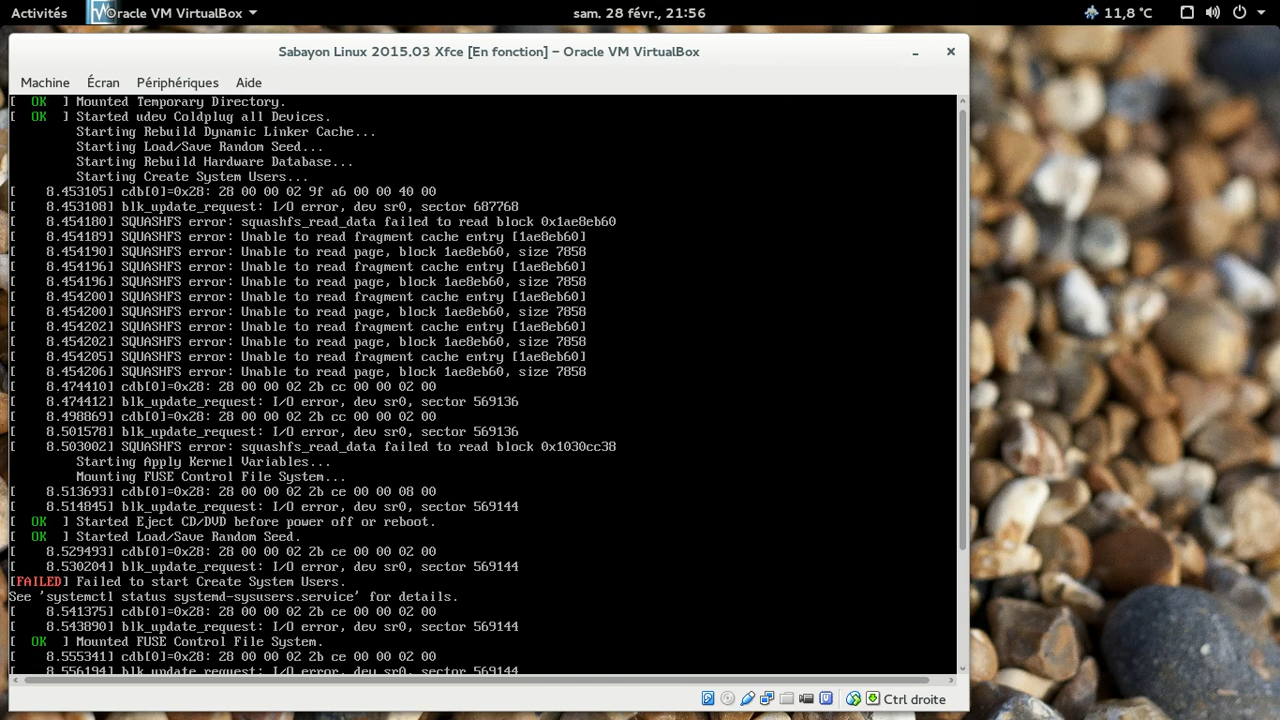 Activités Oracle VM VirtualBox sam. 28 févr., 21:56 11,8 °C
Sabayon Linux 2015.03 Xfce [En fonction] – Oracle VM VirtualBox
Machine Écran Périphériques Aide
[  OK  ] Mounted Temporary Directory.
[  OK  ] Started udev Coldplug all Devices.
Starting Rebuild Dynamic Linker Cache...
Starting Load/Save Random Seed...
Starting Rebuild Hardware Database...
Starting Create System Users...
[    8.453105] cdb[0]=0x28: 28 00 00 02 9f a6 00 00 40 00
[    8.453108] blk_update_request: I/O error, dev sr0, sector 687768
[    8.454180] SQUASHFS error: squashfs_read_data failed to read block 0x1ae8eb60
[    8.454189] SQUASHFS error: Unable to read fragment cache entry [1ae8eb60]
[    8.454190] SQUASHFS error: Unable to read page, block 1ae8eb60, size 7858
[    8.454196] SQUASHFS error: Unable to read fragment cache entry [1ae8eb60]
[    8.454196] SQUASHFS error: Unable to read page, block 1ae8eb60, size 7858
[    8.454200] SQUASHFS error: Unable to read fragment cache entry [1ae8eb60]
[    8.454200] SQUASHFS error: Unable to read page, block 1ae8eb60, size 7858
[    8.454202] SQUASHFS error: Unable to read fragment cache entry [1ae8eb60]
[    8.454202] SQUASHFS error: Unable to read page, block 1ae8eb60, size 7858
[    8.454205] SQUASHFS error: Unable to read fragment cache entry [1ae8eb60]
[    8.454206] SQUASHFS error: Unable to read page, block 1ae8eb60, size 7858
[    8.474410] cdb[0]=0x28: 28 00 00 02 2b cc 00 00 02 00
[    8.474412] blk_update_request: I/O error, dev sr0, sector 569136
[    8.498869] cdb[0]=0x28: 28 00 00 02 2b cc 00 00 02 00
[    8.501578] blk_update_request: I/O error, dev sr0, sector 569136
[    8.503002] SQUASHFS error: squashfs_read_data failed to read block 0x1030cc38
Starting Apply Kernel Variables...
Mounting FUSE Control File System...
[    8.513693] cdb[0]=0x28: 28 00 00 02 2b ce 00 00 08 00
[    8.514845] blk_update_request: I/O error, dev sr0, sector 569144
[  OK  ] Started Eject CD/DVD before power off or reboot.
[  OK  ] Started Load/Save Random Seed.
[    8.529493] cdb[0]=0x28: 28 00 00 02 2b ce 00 00 02 00
[    8.530204] blk_update_request: I/O error, dev sr0, sector 569144
[FAILED] Failed to start Create System Users.
See 'systemctl status systemd-sysusers.service' for details.
[    8.541375] cdb[0]=0x28: 28 00 00 02 2b ce 00 00 02 00
[    8.543890] blk_update_request: I/O error, dev sr0, sector 569144
[  OK  ] Mounted FUSE Control File System.
[    8.555341] cdb[0]=0x28: 28 00 00 02 2b ce 00 00 02 00
[    8.556194] blk_update_request: I/O error, dev sr0, sector 569144
Ctrl droite